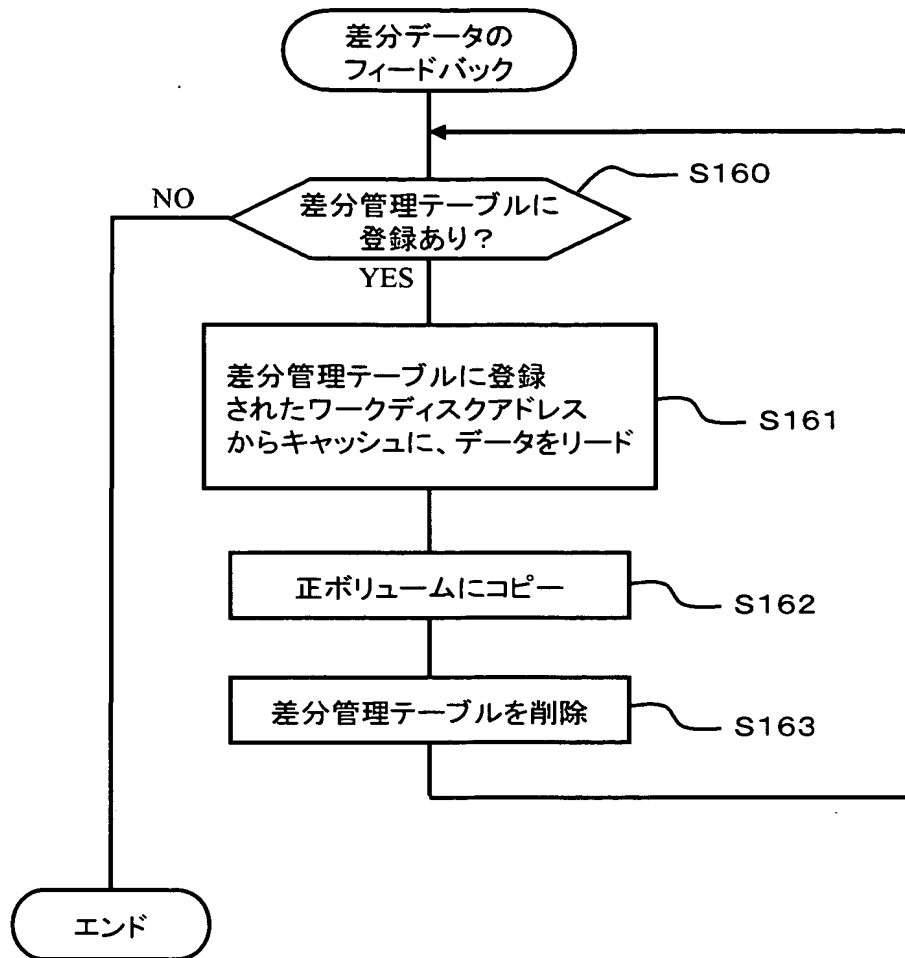 差分データの
フィードバック
S160
NO
差分管理テーブルに
登録あり？
YES
差分管理テーブルに登録
されたワークディスクアドレス
からキャッシュに、データをリード
S161
正ボリュームにコピー
S162
差分管理テーブルを削除
S163
エンド